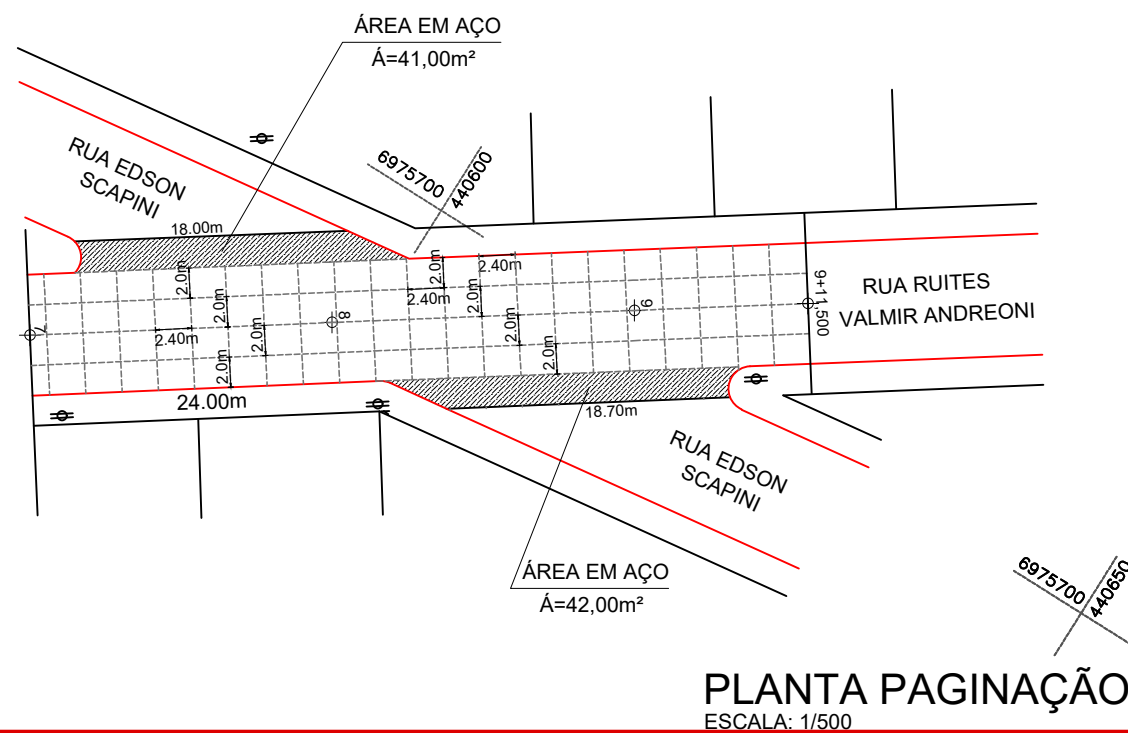 ÁREA EM AÇO
Á=41,00m²
RUA EDSON
SCAPINI
6975700
440600
18.00m
2.0m
2.0m
2.40m
2.0m
2.40m
2.0m
9+11,500
RUA RUITES
VALMIR ANDREONI
7
8
9
2.40m
2.0m
2.0m
2.0m
2.0m
24.00m
18.70m
RUA EDSON
SCAPINI
ÁREA EM AÇO
Á=42,00m²
6975700
440650
PLANTA PAGINAÇÃO
ESCALA: 1/500